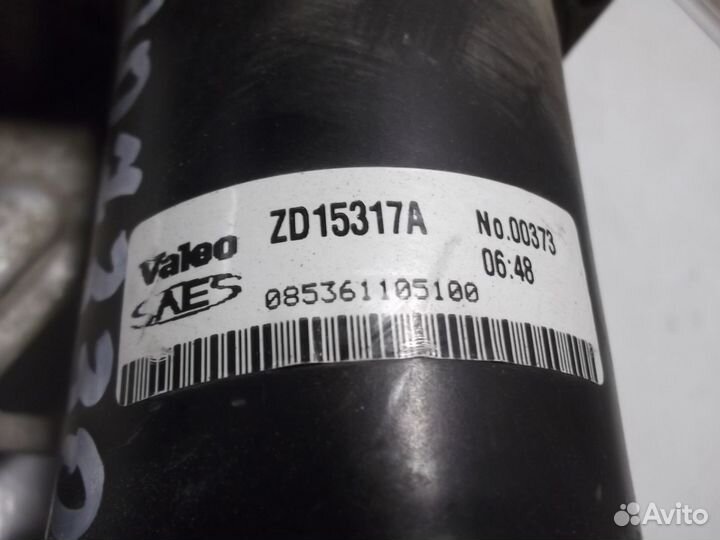 Valeo
SAES
ZD15317A
No.00373
06:48
085361105100
Avito